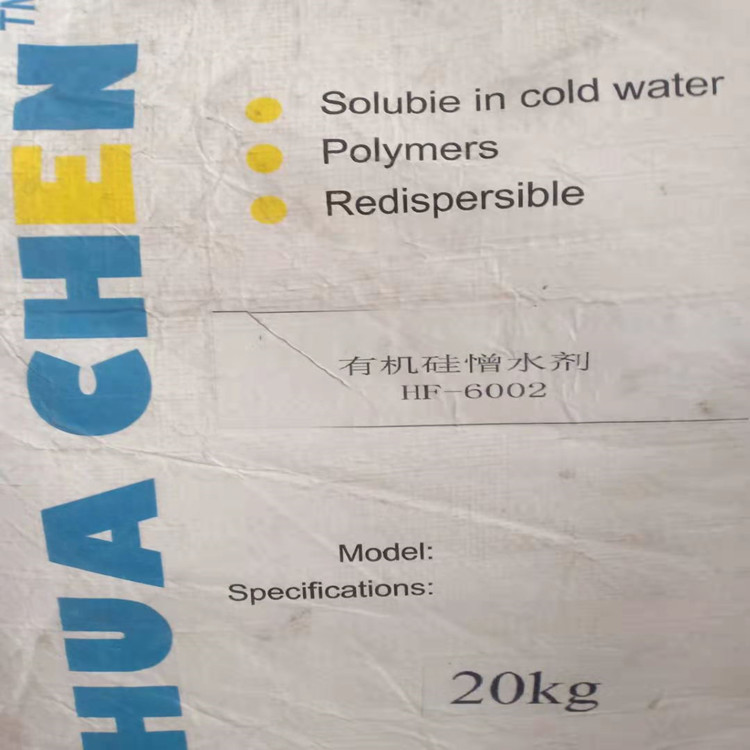 HUA CHEN TM
Solubie in cold water
Polymers
Redispersible
有机硅憎水剂
HF-6002
Model:
Specifications:
20kg